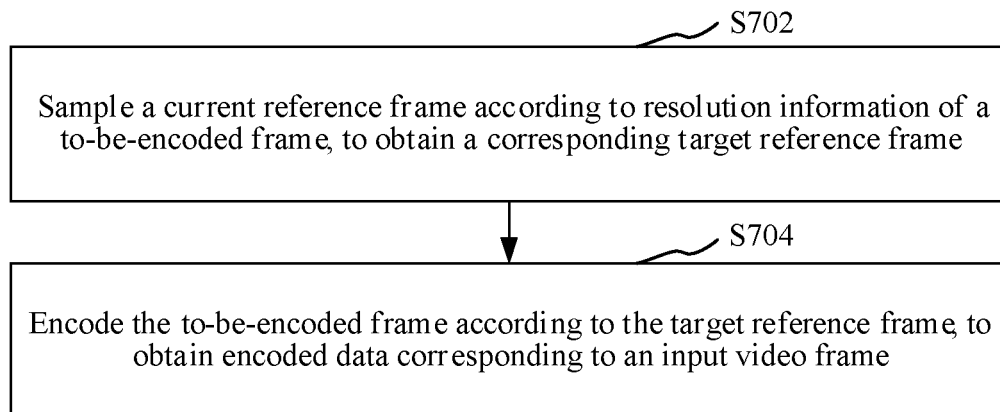 S702
Sample a current reference frame according to resolution information of a
to-be-encoded frame, to obtain a corresponding target reference frame
S704
Encode the to-be-encoded frame according to the target reference frame, to
obtain encoded data corresponding to an input video frame